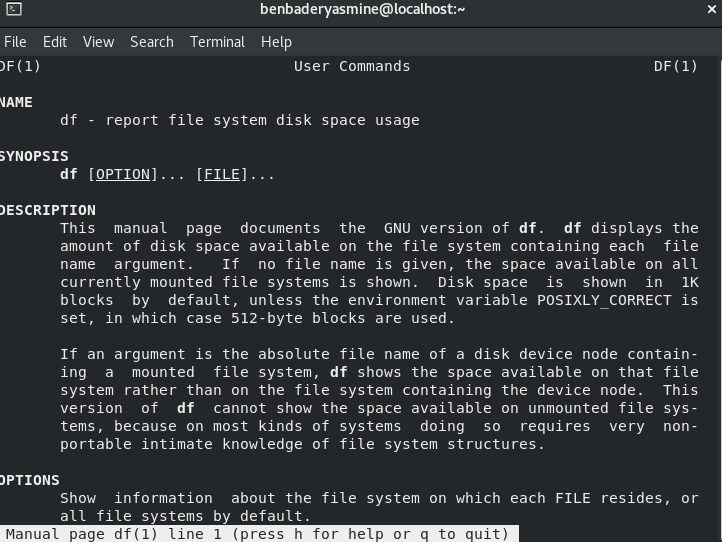 benbaderyasmine@localhost:~
File Edit View Search Terminal Help
DF(1) User Commands DF(1)
NAME
df - report file system disk space usage
SYNOPSIS
df [OPTION]... [FILE]...
DESCRIPTION
This manual page documents the GNU version of df. df displays the
amount of disk space available on the file system containing each file
name argument. If no file name is given, the space available on all
currently mounted file systems is shown. Disk space is shown in 1K
blocks by default, unless the environment variable POSIXLY_CORRECT is
set, in which case 512-byte blocks are used.
If an argument is the absolute file name of a disk device node contain-
ing a mounted file system, df shows the space available on that file
system rather than on the file system containing the device node. This
version of df cannot show the space available on unmounted file sys-
tems, because on most kinds of systems doing so requires very non-
portable intimate knowledge of file system structures.
OPTIONS
Show information about the file system on which each FILE resides, or
all file systems by default.
Manual page df(1) line 1 (press h for help or q to quit)